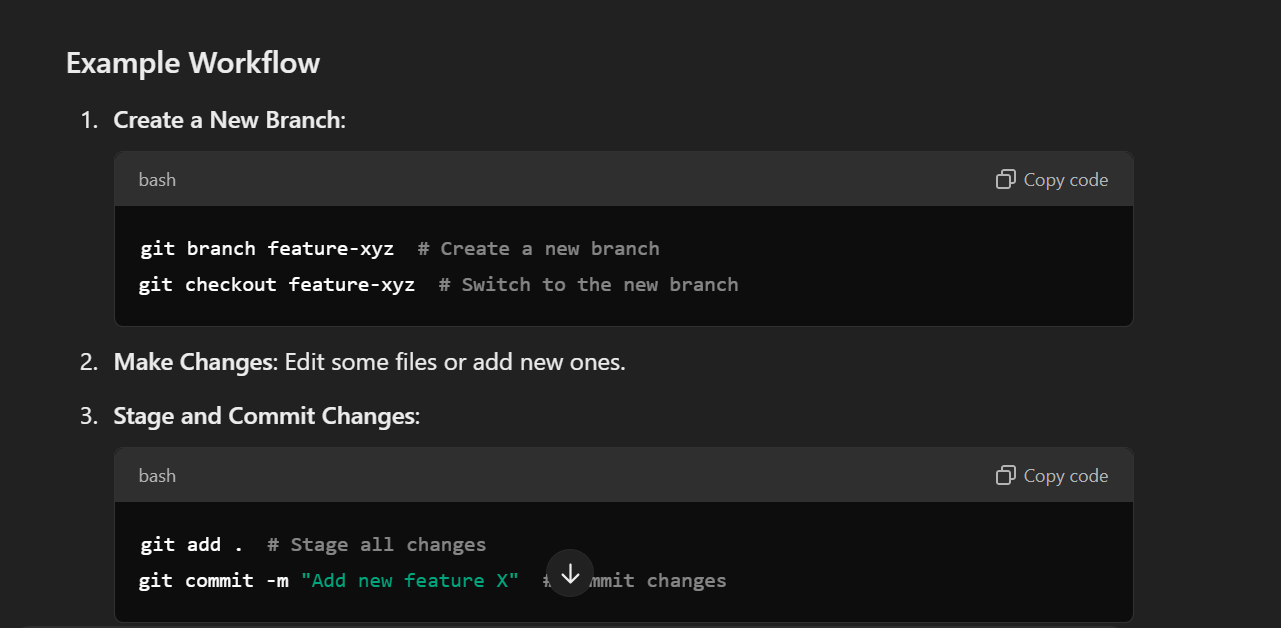 Example Workflow
1. Create a New Branch:
bash
Copy code
git branch feature-xyz  # Create a new branch
git checkout feature-xyz  # Switch to the new branch
2. Make Changes: Edit some files or add new ones.
3. Stage and Commit Changes:
bash
Copy code
git add .  # Stage all changes
git commit -m "Add new feature X"  # changes